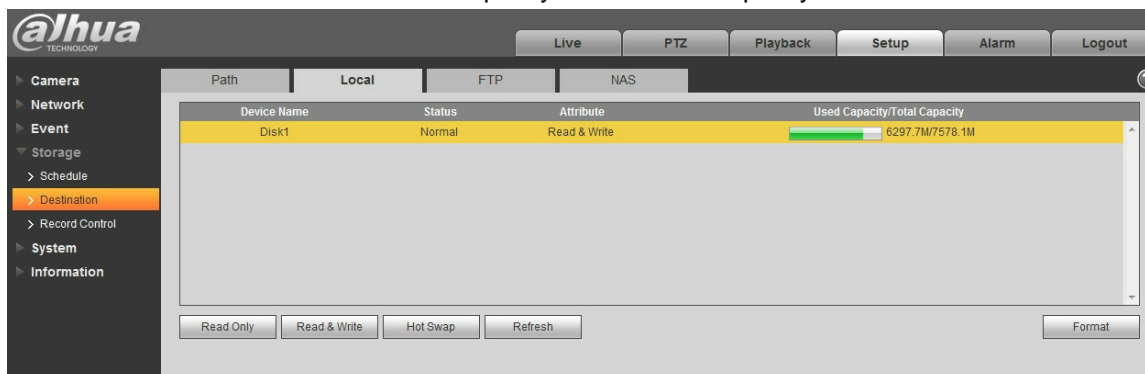 alhua
TECHNOLOGY
Live PTZ Playback Setup Alarm Logout
Camera
Network
Event
Storage
Schedule
Destination
Record Control
System
Information
Path Local FTP NAS
Device Name Status Attribute Used Capacity/Total Capacity
Disk1 Normal Read & Write 6297.7M/7578.1M
Read Only Read & Write Hot Swap Refresh Format